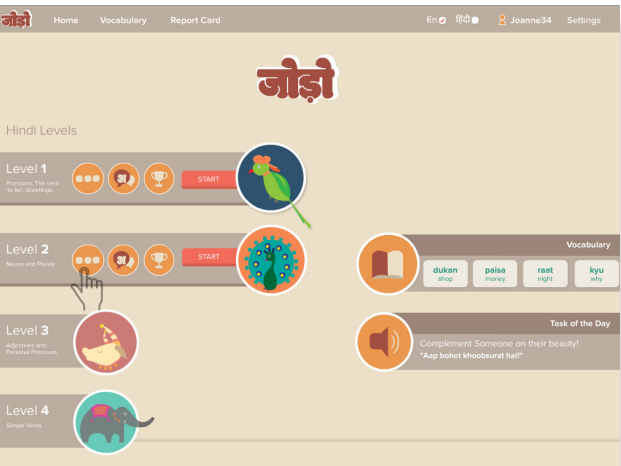 जोड़ो Home Vocabulary Report Card En हिंदी Joanne34 Settings
जोड़ो
Hindi Levels
Level 1
Pronouns, The verb
'to be', Greetings.
START
Level 2
Nouns and Plurals
START
Level 3
Adjectives and
Personal Pronouns
Level 4
Simple Verbs
Vocabulary
dukan paisa raat kyu
shop money night why
Task of the Day
Complement Someone on their beauty!
"Aap bohot khoobsurat hai!"